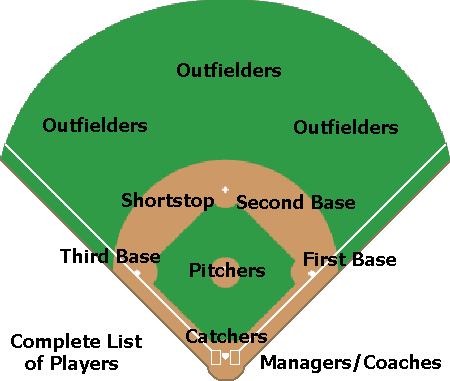 Outfielders
Outfielders
Outfielders
Shortstop
Second Base
Third Base
First Base
Pitchers
Catchers
Complete List
of Players
Managers/Coaches